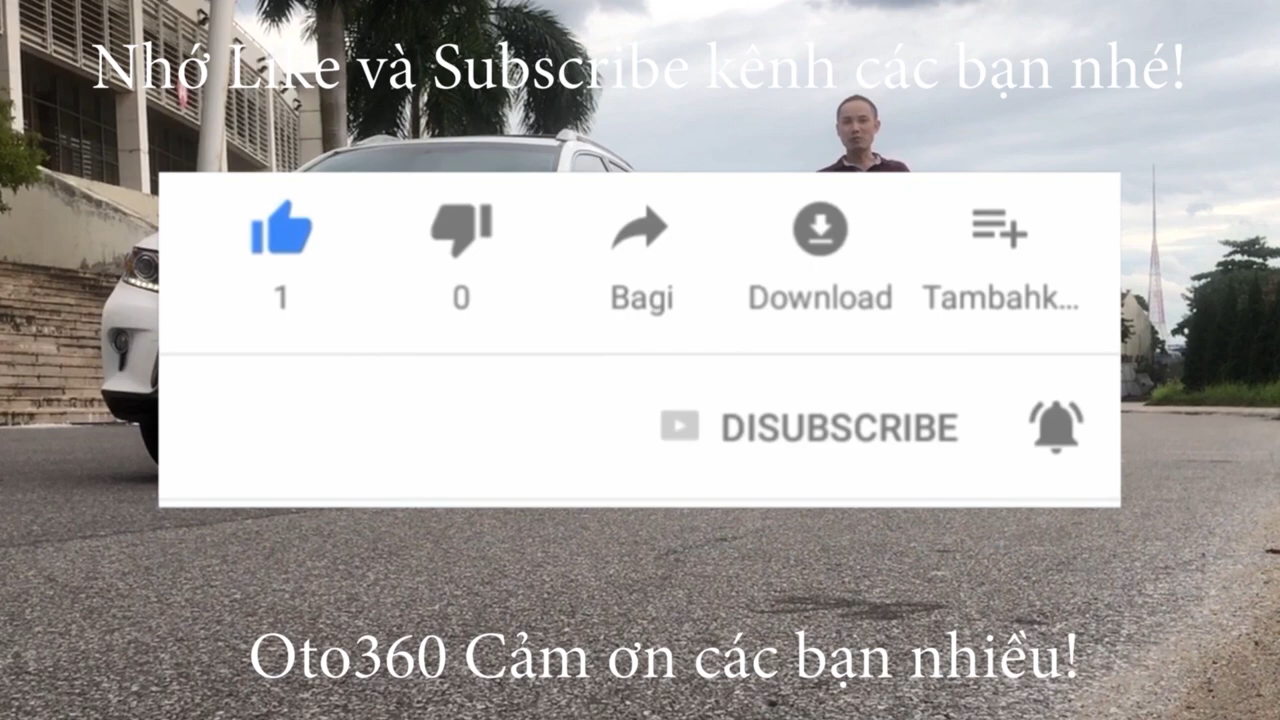 Nhớ Like và Subscribe kênh các bạn nhé!
1 0 Bagi Download Tambahk...
DISUBSCRIBE
Oto360 Cảm ơn các bạn nhiều!